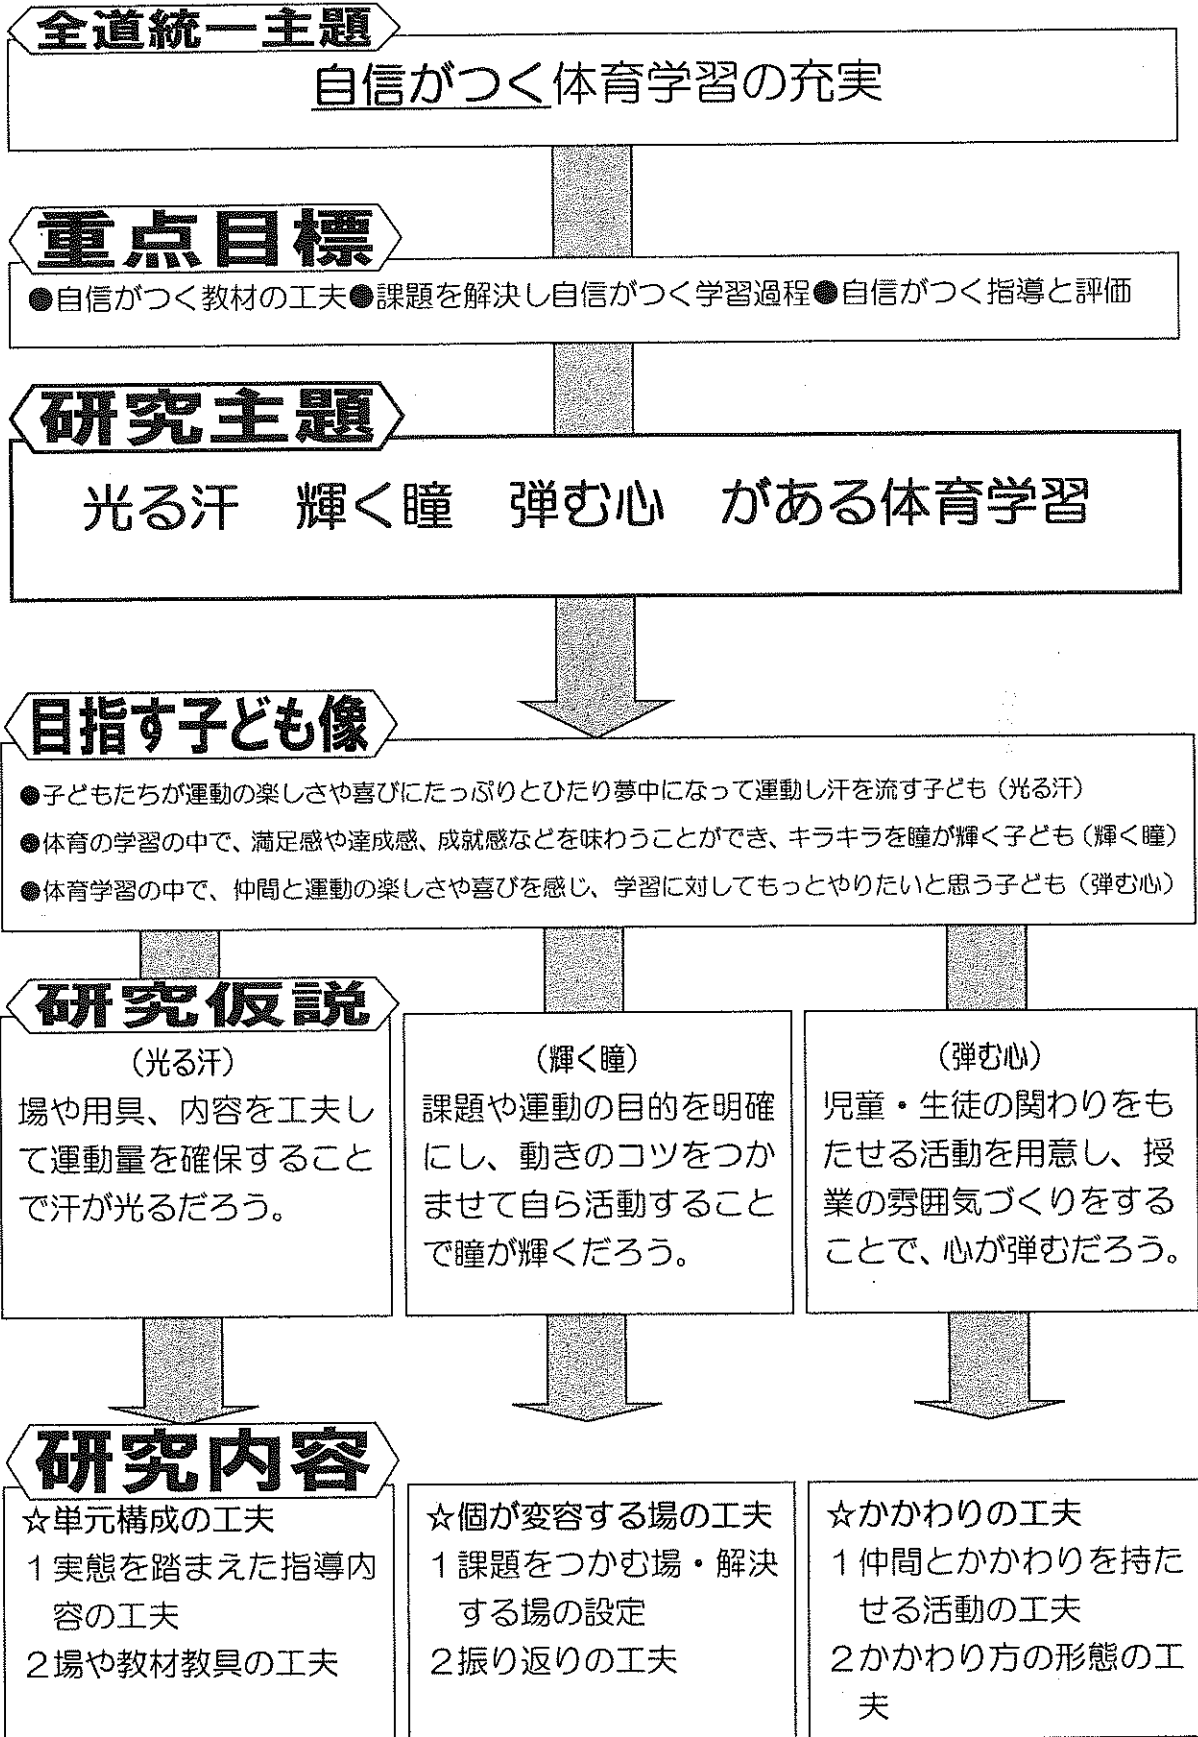 全道統一主題
自信がつく体育学習の充実
重点目標
●自信がつく教材の工夫●課題を解決し自信がつく学習過程●自信がつく指導と評価
研究主題
光る汗　輝く瞳　弾む心　がある体育学習
目指す子ども像
●子どもたちが運動の楽しさや喜びにたっぷりとひたり夢中になって運動し汗を流す子ども（光る汗）
●体育の学習の中で、満足感や達成感、成就感などを味わうことができ、キラキラを瞳が輝く子ども（輝く瞳）
●体育学習の中で、仲間と運動の楽しさや喜びを感じ、学習に対してもっとやりたいと思う子ども（弾む心）
研究仮説
（光る汗）
場や用具、内容を工夫し
て運動量を確保すること
で汗が光るだろう。
（輝く瞳）
課題や運動の目的を明確
にし、動きのコツをつか
ませて自ら活動すること
で瞳が輝くだろう。
（弾む心）
児童・生徒の関わりをも
たせる活動を用意し、授
業の雰囲気づくりをする
ことで、心が弾むだろう。
研究内容
☆単元構成の工夫
１実態を踏まえた指導内
容の工夫
２場や教材教具の工夫
☆個が変容する場の工夫
１課題をつかむ場・解決
する場の設定
２振り返りの工夫
☆かかわりの工夫
１仲間とかかわりを持た
せる活動の工夫
２かかわり方の形態の工
夫